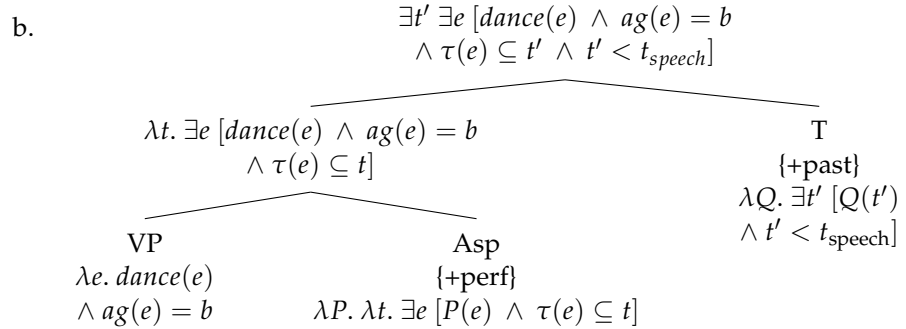 b.
∃t′ ∃e [dance(e) ∧ ag(e) = b
∧ τ(e) ⊆ t′ ∧ t′ < t_speech]
λt. ∃e [dance(e) ∧ ag(e) = b
∧ τ(e) ⊆ t]
T
{+past}
λQ. ∃t′ [Q(t′)
∧ t′ < t_speech]
VP
λe. dance(e)
∧ ag(e) = b
Asp
{+perf}
λP. λt. ∃e [P(e) ∧ τ(e) ⊆ t]